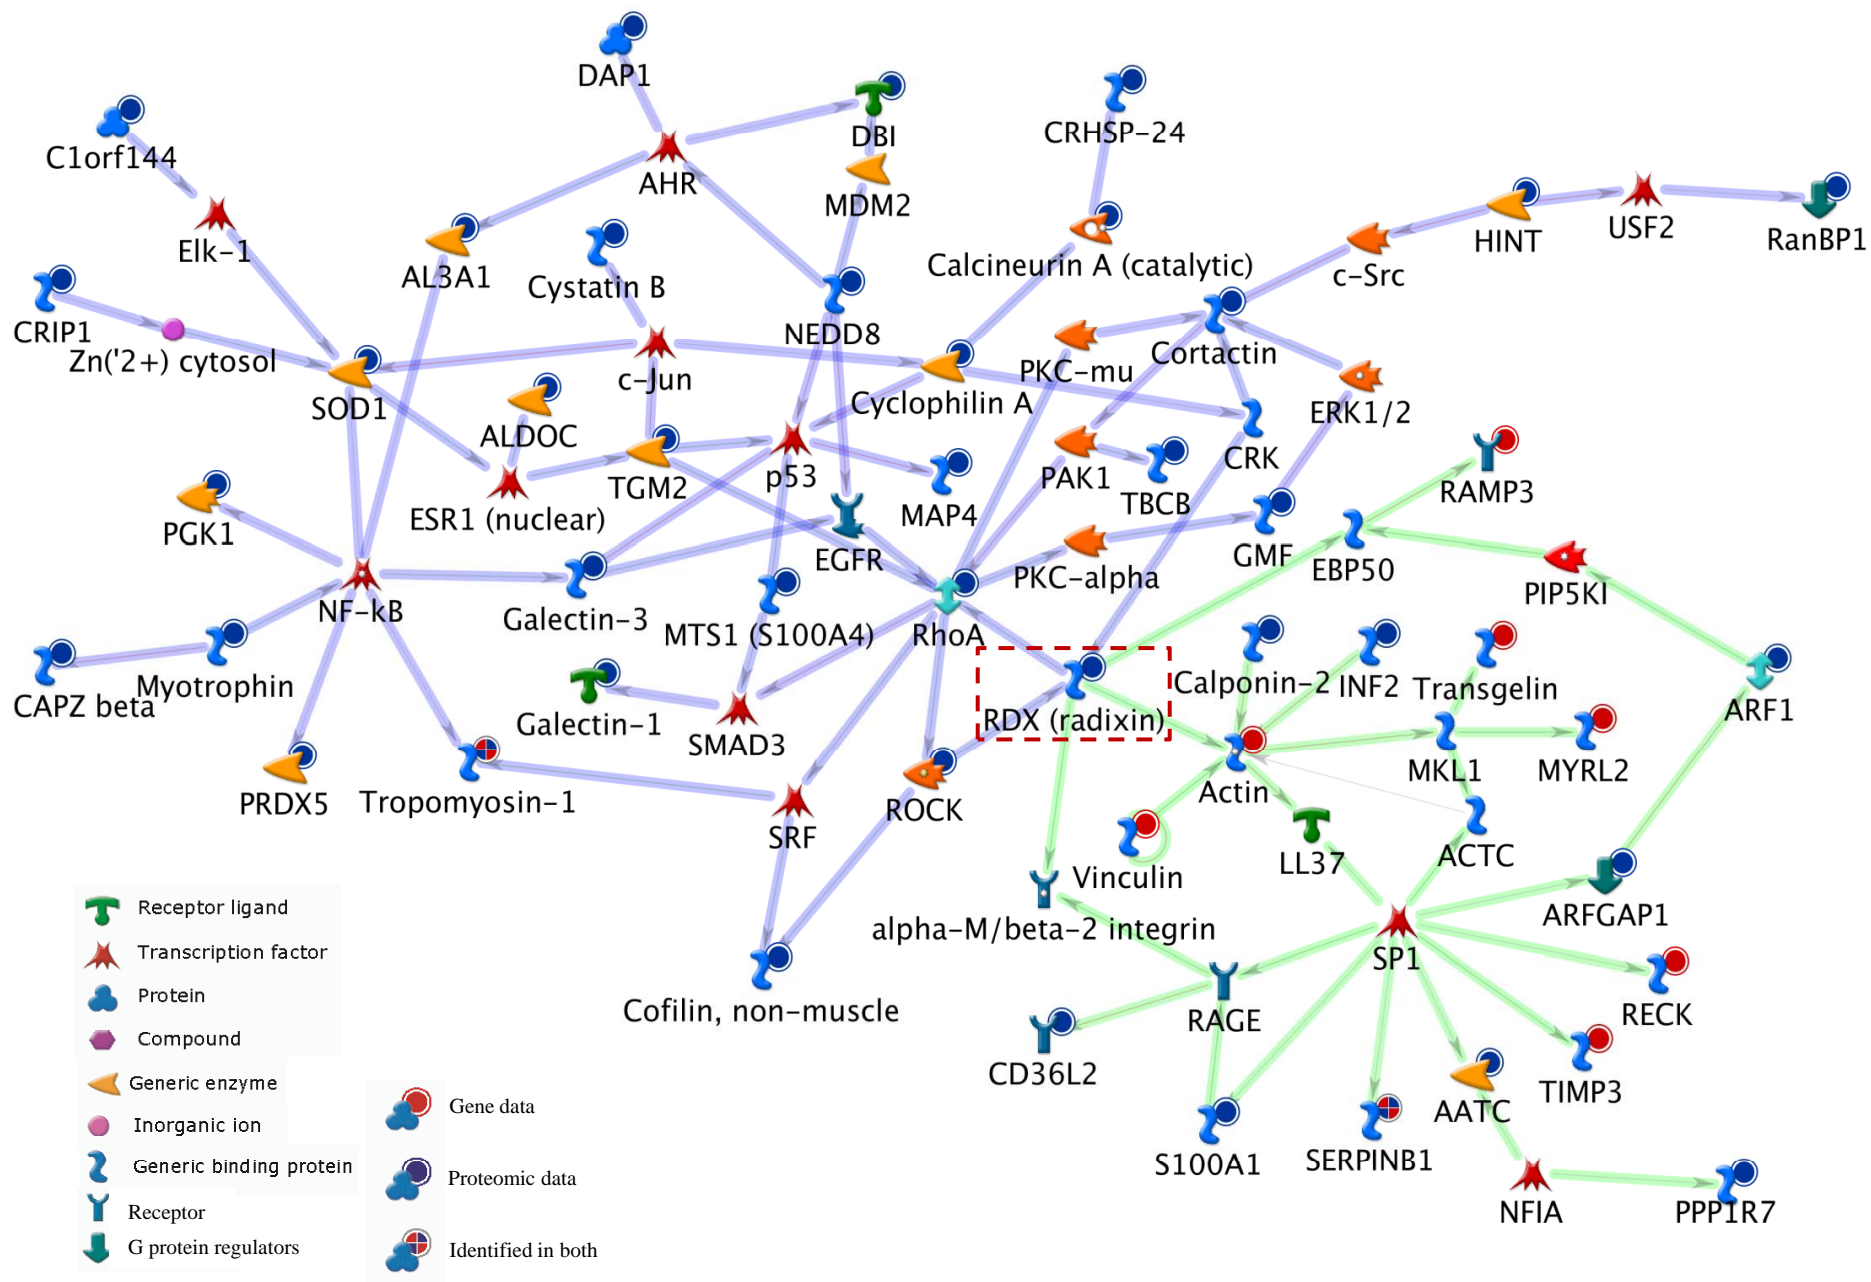 DAP1
DBI
CRHSP-24
C1orf144
AHR
MDM2
Elk-1
HINT
USF2
RanBP1
c-Src
AL3A1
Cystatin B
Calcineurin A (catalytic)
CRIP1
Zn('2+) cytosol
NEDD8
Cortactin
PKC-mu
c-Jun
SOD1
Cyclophilin A
ERK1/2
ALDOC
CRK
p53
PAK1
TGM2
TBCB
RAMP3
ESR1 (nuclear)
MAP4
PGK1
EGFR
GMF
EBP50
PKC-alpha
PIP5KI
NF-kB
Galectin-3
MTS1 (S100A4)
RhoA
Myotrophin
CAPZ beta
Calponin-2
INF2
Transgelin
ARF1
Galectin-1
SMAD3
RDX (radixin)
MKL1
MYRL2
Actin
PRDX5
Tropomyosin-1
ROCK
SRF
ACTC
LL37
Vinculin
ARFGAP1
alpha-M/beta-2 integrin
SP1
Cofilin, non-muscle
RAGE
RECK
CD36L2
TIMP3
AATC
S100A1
SERPINB1
NFIA
PPP1R7
Receptor ligand
Transcription factor
Protein
Compound
Generic enzyme
Inorganic ion
Generic binding protein
Receptor
G protein regulators
Gene data
Proteomic data
Identified in both